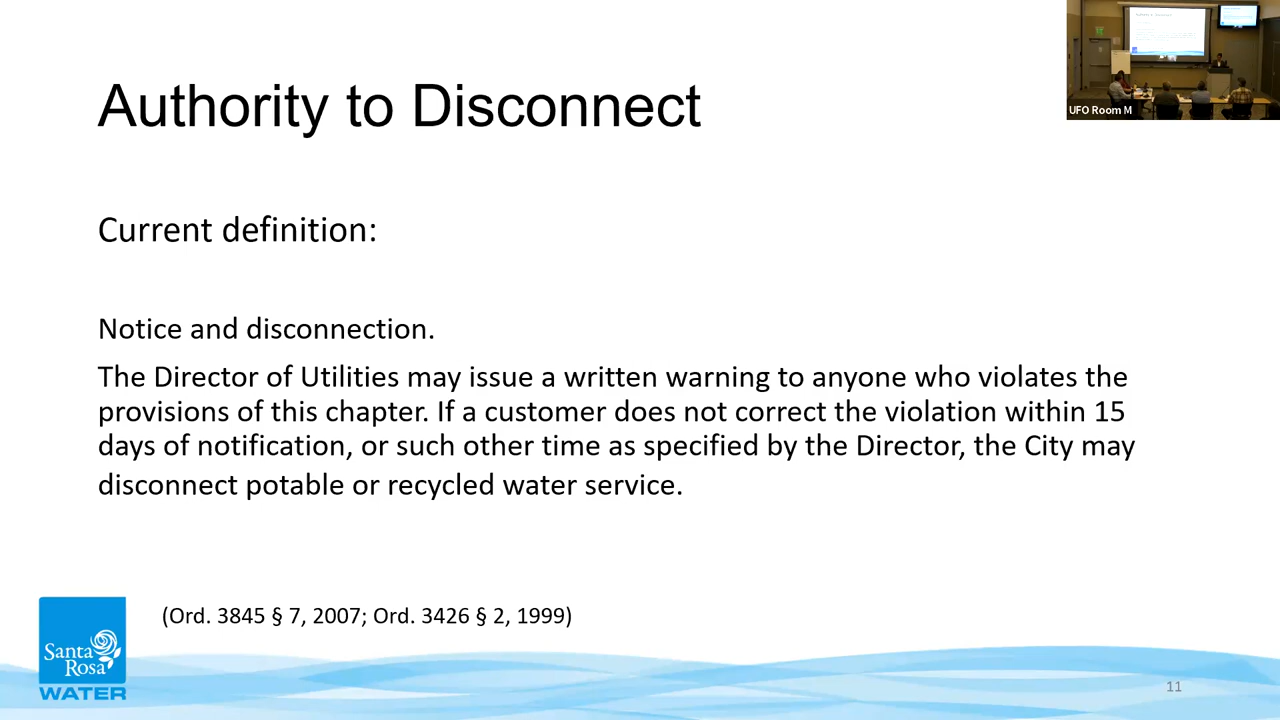 Authority to Disconnect
UFO Room M
Current definition:
Notice and disconnection.
The Director of Utilities may issue a written warning to anyone who violates the
provisions of this chapter. If a customer does not correct the violation within 15
days of notification, or such other time as specified by the Director, the City may
disconnect potable or recycled water service.
(Ord. 3845 § 7, 2007; Ord. 3426 § 2, 1999)
Santa
Rosa
WATER
11